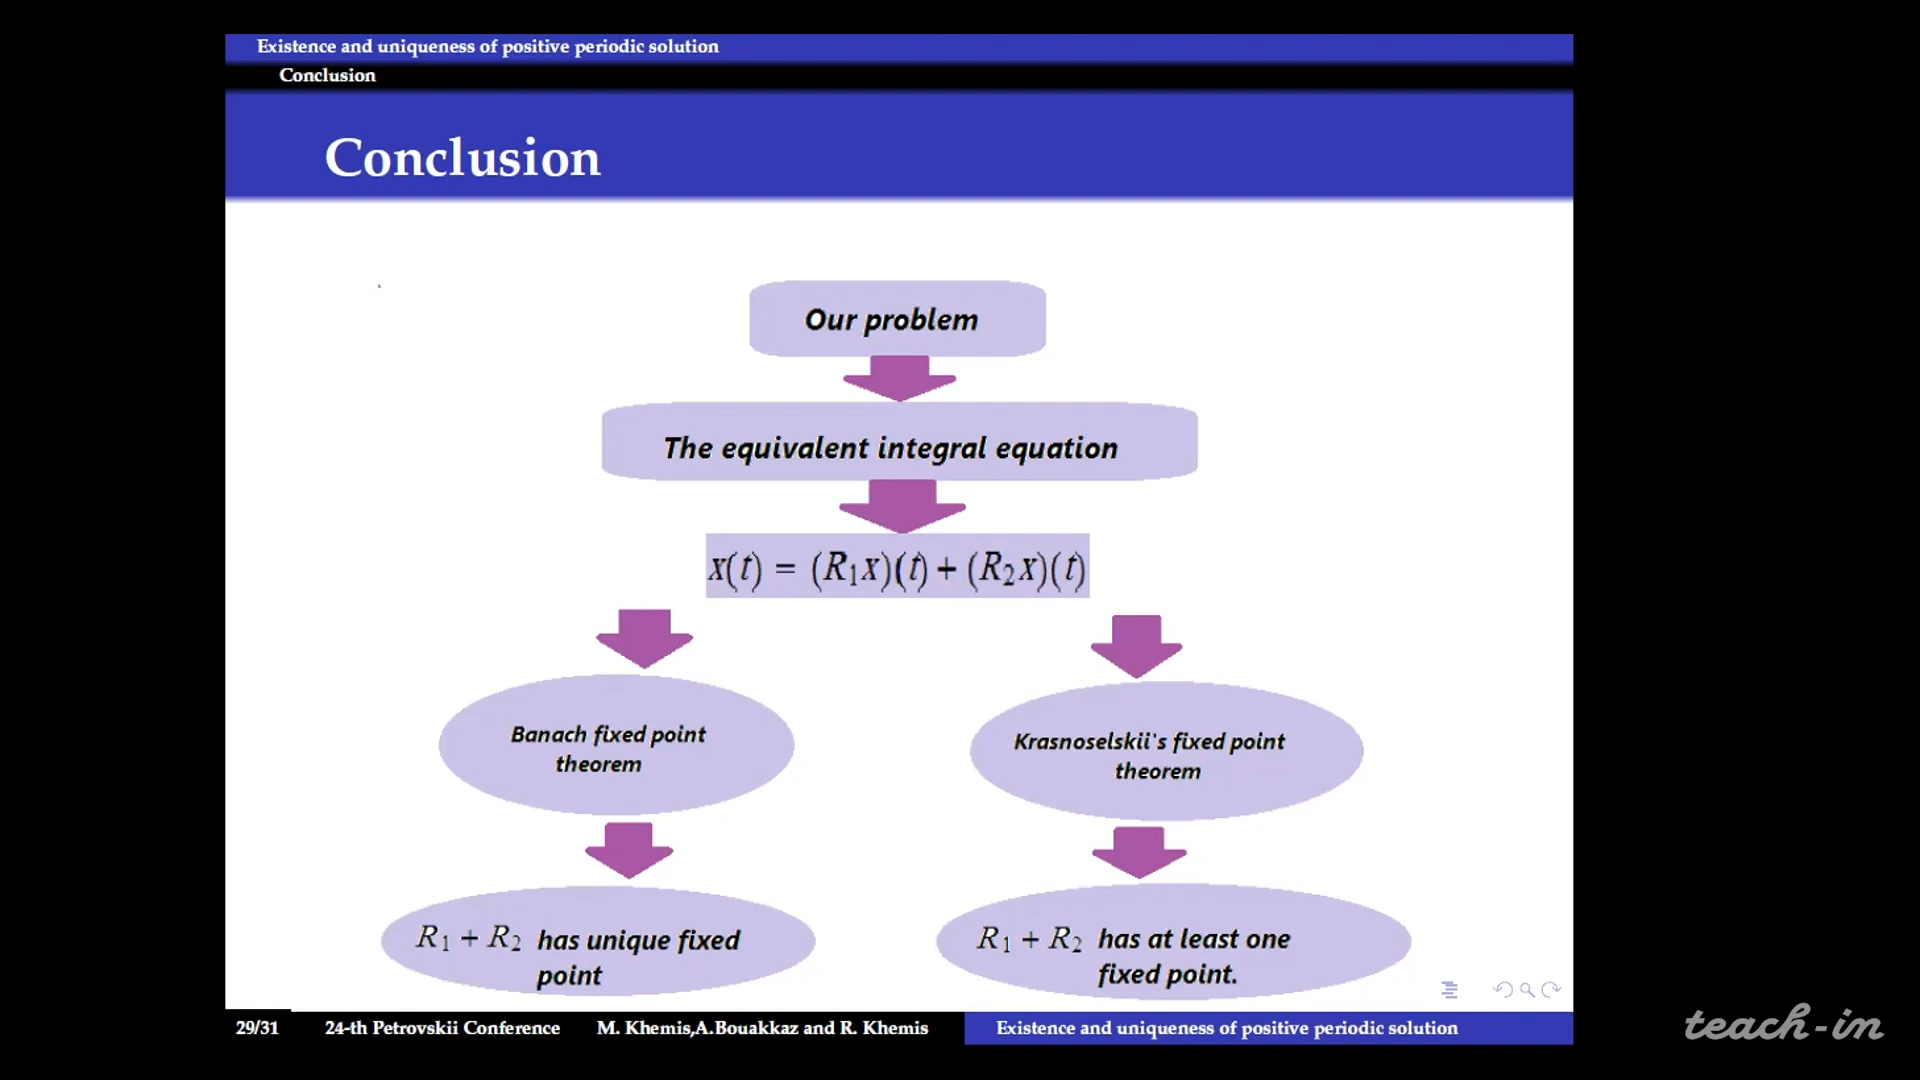 Existence and uniqueness of positive periodic solution
Conclusion
Conclusion
Our problem
The equivalent integral equation
x(t) = (R₁x)(t) + (R₂x)(t)
Banach fixed point
theorem
Krasnoselskii's fixed point
theorem
R₁ + R₂ has unique fixed
point
R₁ + R₂ has at least one
fixed point.
29/31 24-th Petrovskii Conference M. Khemis,A.Bouakkaz and R. Khemis Existence and uniqueness of positive periodic solution
teach-in